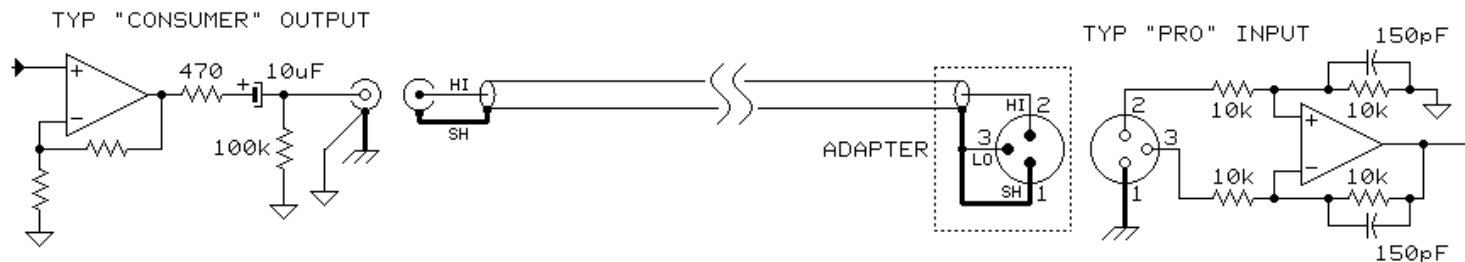 TYP "CONSUMER" OUTPUT
TYP "PRO" INPUT
150pF
+
470
+
10uF
HI
HI
2
2
10k
10k
+
−
100k
SH
ADAPTER
3
LO
3
−
SH
1
1
10k
10k
150pF